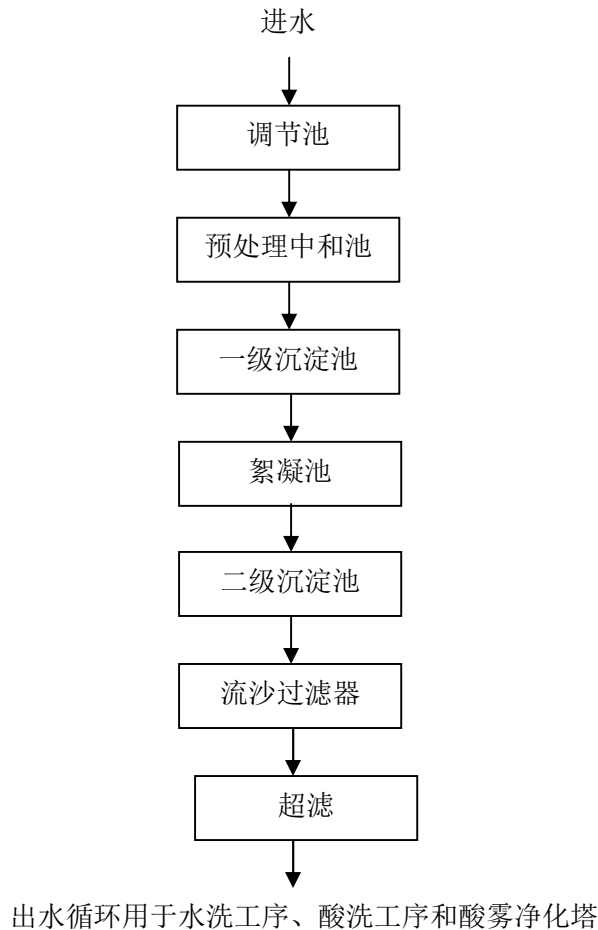 进水
调节池
预处理中和池
一级沉淀池
絮凝池
二级沉淀池
流沙过滤器
超滤
出水循环用于水洗工序、酸洗工序和酸雾净化塔